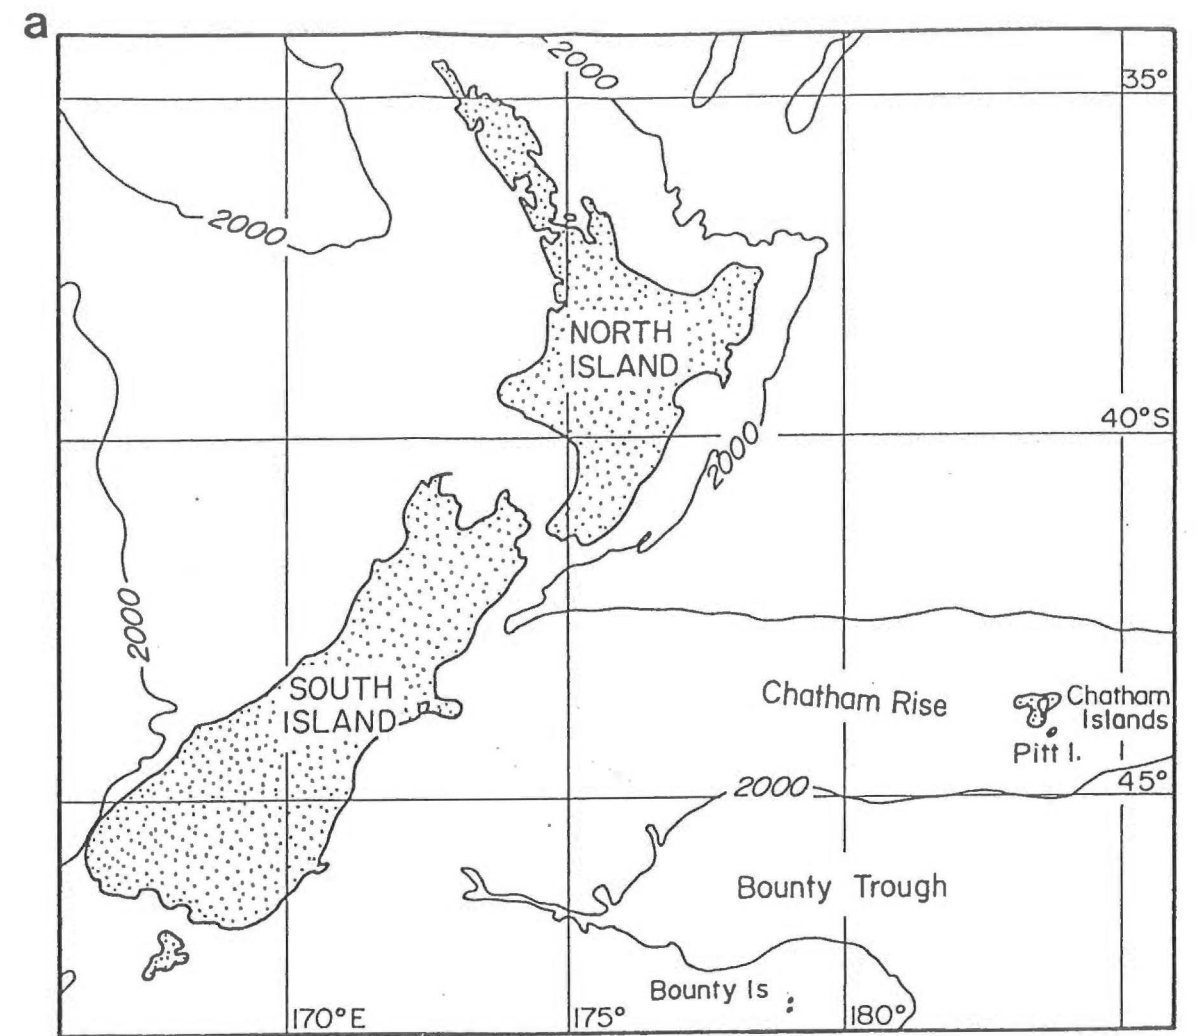 a
2000
35°
2000
NORTH
ISLAND
40°S
2000
2000
SOUTH
ISLAND
Chatham Rise
Chatham
Islands
Pitt I.
2000
45°
Bounty Trough
Bounty Is
170°E
175°
180°